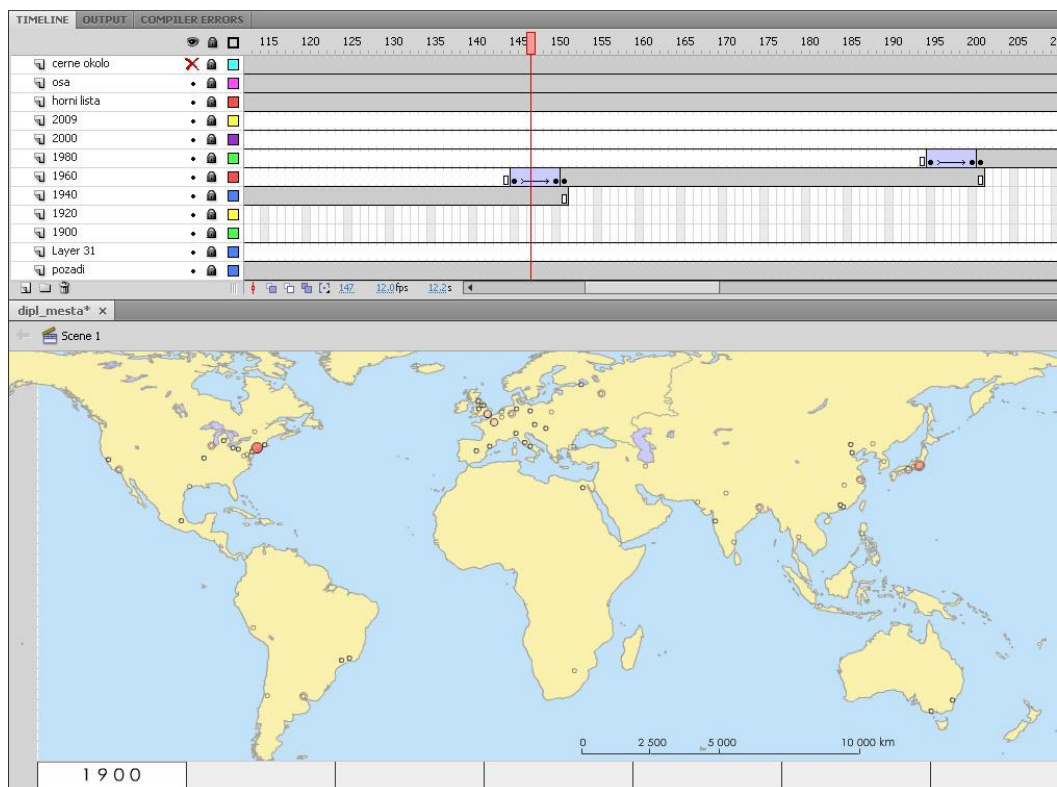 TIMELINE OUTPUT COMPILER ERRORS
115 120 125 130 135 140 145 150 155 160 165 170 175 180 185 190 195 200 205
cerne okolo
osa
horni lista
2009
2000
1980
1960
1940
1920
1900
Layer 31
pozadi
147 12.0fps 12.2s
dipl_mesta* x
Scene 1
0 2 500 5 000 10 000 km
1900